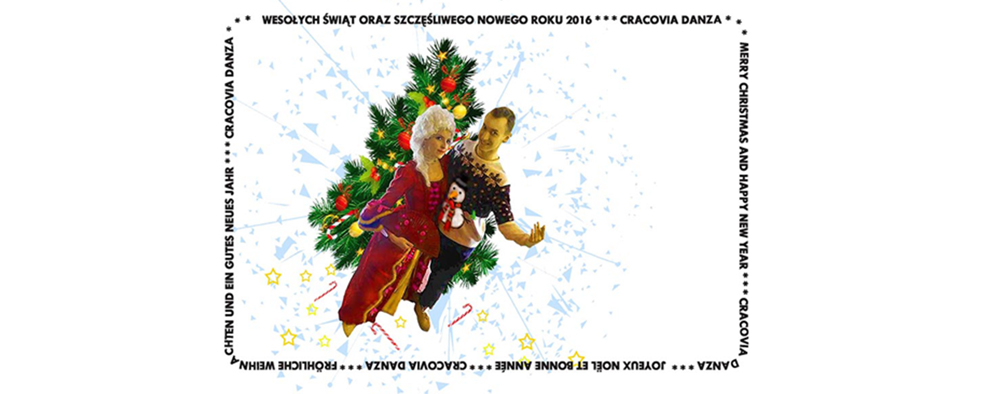 * * * WESOŁYCH ŚWIĄT ORAZ SZCZĘŚLIWEGO NOWEGO ROKU 2016 * * * CRACOVIA DANZA * * *
MERRY CHRISTMAS AND HAPPY NEW YEAR * * * CRACOVIA DANZA * * *
JOYEUX NOËL ET BONNE ANNÉE * * * CRACOVIA DANZA * * *
FRÖHLICHE WEIHNACHTEN UND EIN GUTES NEUES JAHR * * * CRACOVIA DANZA